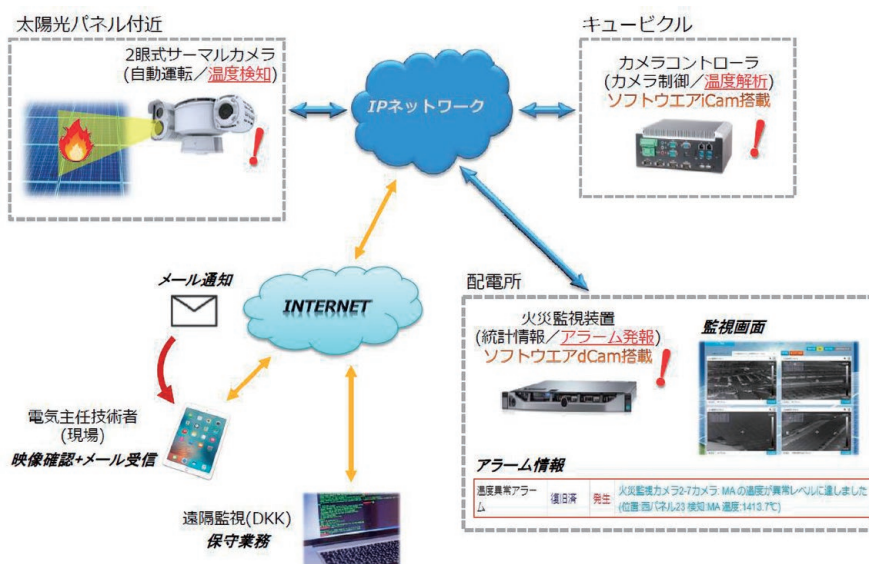 太陽光パネル付近
2眼式サーマルカメラ
(自動運転／温度検知)
IPネットワーク
キュービクル
カメラコントローラ
(カメラ制御／温度解析)
ソフトウエアiCam搭載
メール通知
INTERNET
電気主任技術者
(現場)
映像確認+メール受信
遠隔監視(DKK)
保守業務
配電所
火災監視装置
(統計情報／アラーム発報)
ソフトウエアdCam搭載
監視画面
アラーム情報
温度異常アラー
ム
復旧済
発生
火災監視カメラ2-7カメラ: MA の温度が異常レベルに達しました
(位置:西パネル23 検知:MA 温度:1413.7℃)